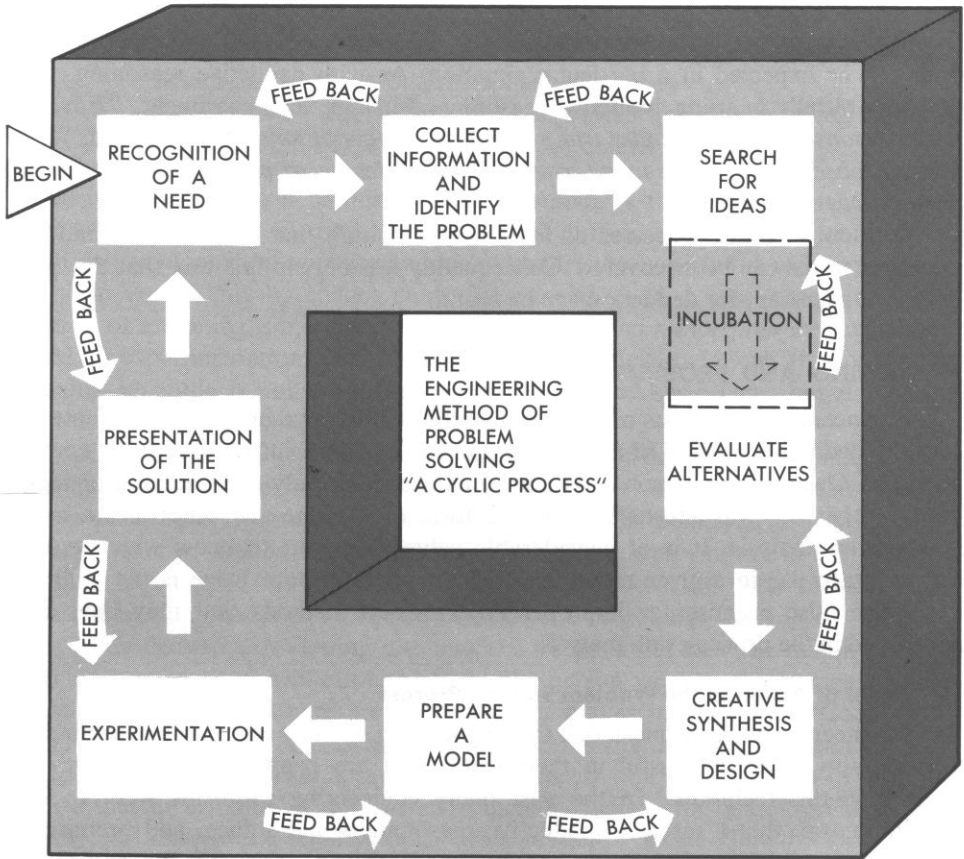 FEED BACK
FEED BACK
BEGIN
RECOGNITION
OF A
NEED
COLLECT
INFORMATION
AND
IDENTIFY
THE PROBLEM
SEARCH
FOR
IDEAS
FEED BACK
INCUBATION
FEED BACK
THE
ENGINEERING
METHOD OF
PROBLEM
SOLVING
"A CYCLIC PROCESS"
PRESENTATION
OF THE
SOLUTION
EVALUATE
ALTERNATIVES
FEED BACK
FEED BACK
EXPERIMENTATION
PREPARE
A
MODEL
CREATIVE
SYNTHESIS
AND
DESIGN
FEED BACK
FEED BACK